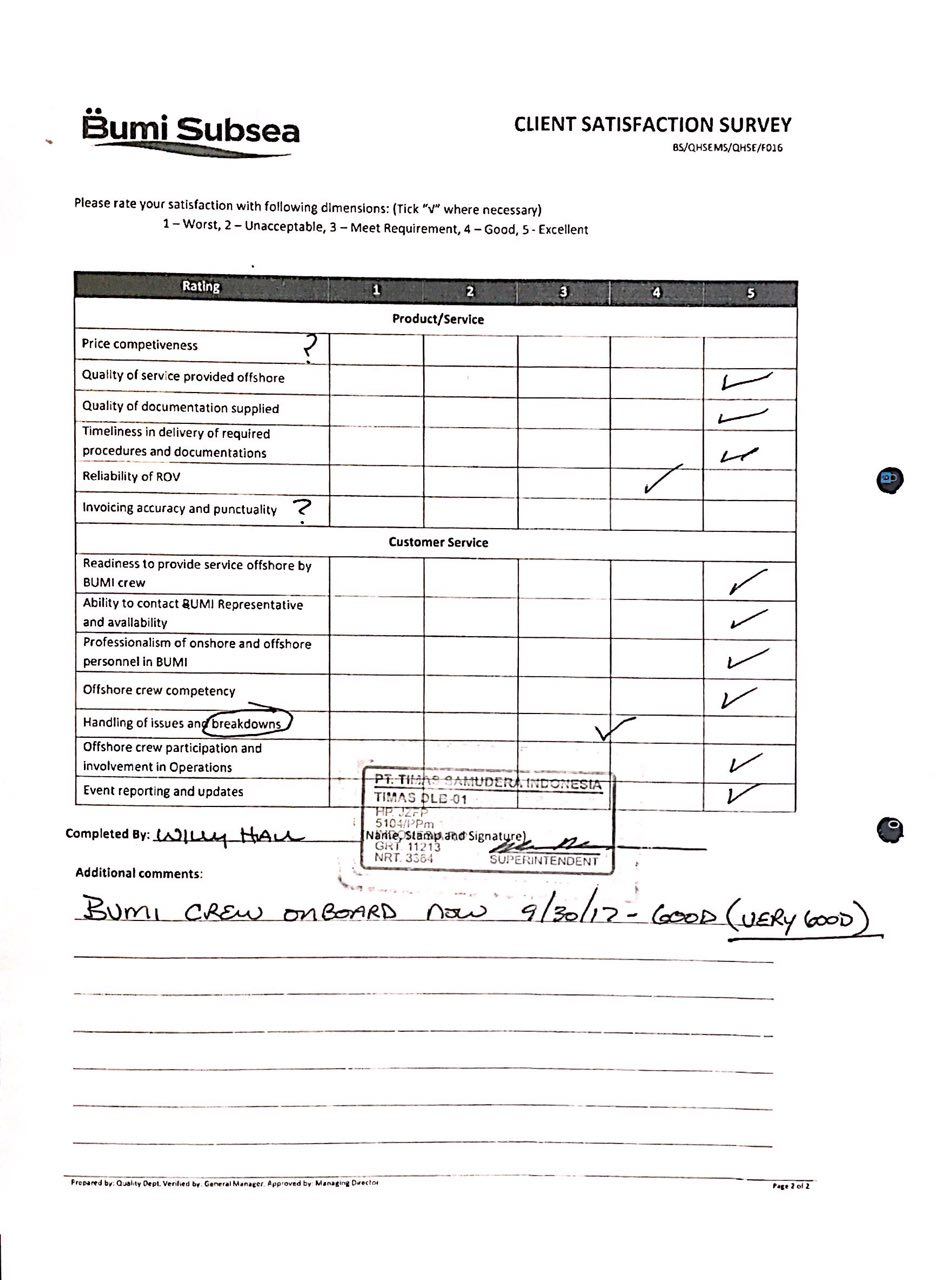 Bumi Subsea
CLIENT SATISFACTION SURVEY
BS/QHSEMS/QHSE/F016
Please rate your satisfaction with following dimensions: (Tick "√" where necessary)
1 – Worst, 2 – Unacceptable, 3 – Meet Requirement, 4 – Good, 5 - Excellent
Rating 1 2 3 4 5
Product/Service
Price competiveness ?
Quality of service provided offshore ✓
Quality of documentation supplied ✓
Timeliness in delivery of required
procedures and documentations ✓
Reliability of ROV ✓
Invoicing accuracy and punctuality ?
Customer Service
Readiness to provide service offshore by
BUMI crew ✓
Ability to contact BUMI Representative
and availability ✓
Professionalism of onshore and offshore
personnel in BUMI ✓
Offshore crew competency ✓
Handling of issues and breakdowns ✓
Offshore crew participation and
involvement in Operations ✓
Event reporting and updates ✓
PT. TIMAS SAMUDERA INDONESIA
TIMAS DLB-01
5104/PPm
Completed By: WILLY HALL Name, Stamp and Signature)
GRT. 11213
NRT. 3364
SUPERINTENDENT
Additional comments:
BUMI CREW ONBOARD NOW 9/30/17 - GOOD (VERY GOOD)
Prepared by: Quality Dept. Verified by: General Manager. Approved by: Managing Director
Page 2 of 2